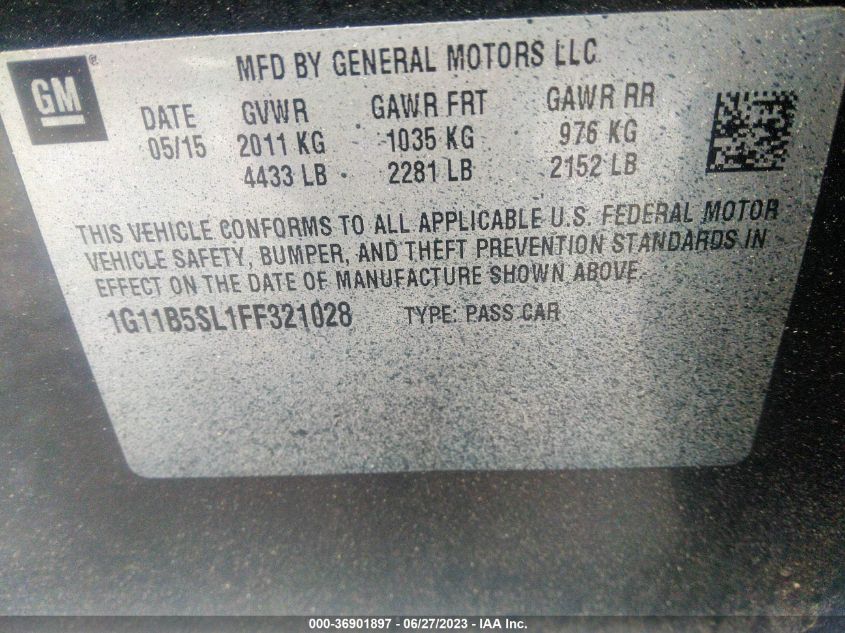 GM®
MFD BY GENERAL MOTORS LLC
DATE GVWR GAWR FRT GAWR RR
05/15 2011 KG 1035 KG 976 KG
4433 LB 2281 LB 2152 LB
THIS VEHICLE CONFORMS TO ALL APPLICABLE U.S. FEDERAL MOTOR
VEHICLE SAFETY, BUMPER, AND THEFT PREVENTION STANDARDS IN
EFFECT ON THE DATE OF MANUFACTURE SHOWN ABOVE.
1G11B5SL1FF321028 TYPE: PASS CAR
000-36901897 - 06/27/2023 - IAA Inc.